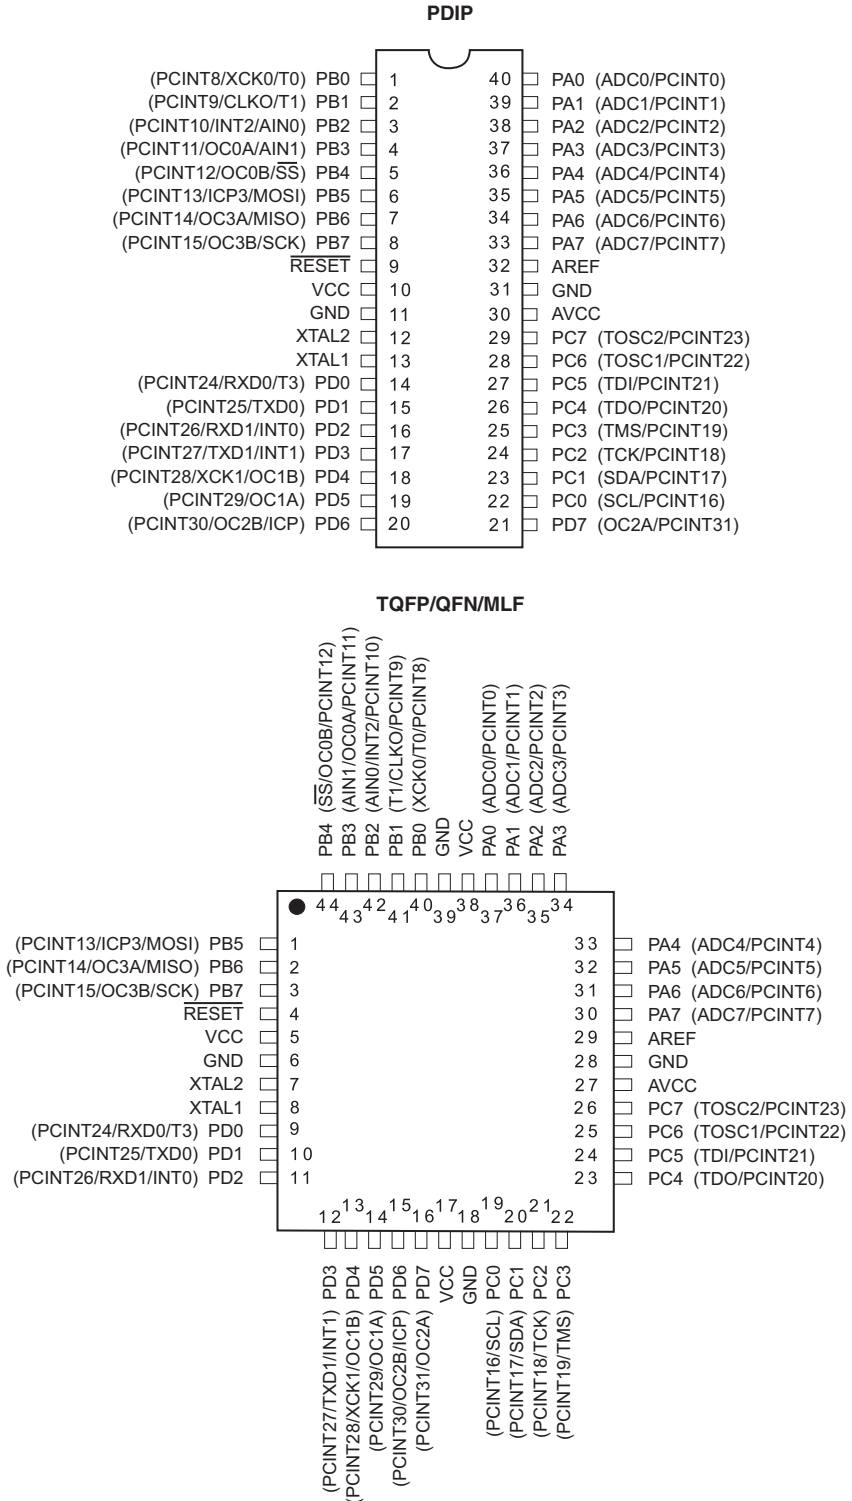 PDIP
(PCINT8/XCK0/T0) PB0 1 40 PA0 (ADC0/PCINT0)
(PCINT9/CLKO/T1) PB1 2 39 PA1 (ADC1/PCINT1)
(PCINT10/INT2/AIN0) PB2 3 38 PA2 (ADC2/PCINT2)
(PCINT11/OC0A/AIN1) PB3 4 37 PA3 (ADC3/PCINT3)
(PCINT12/OC0B/SS) PB4 5 36 PA4 (ADC4/PCINT4)
(PCINT13/ICP3/MOSI) PB5 6 35 PA5 (ADC5/PCINT5)
(PCINT14/OC3A/MISO) PB6 7 34 PA6 (ADC6/PCINT6)
(PCINT15/OC3B/SCK) PB7 8 33 PA7 (ADC7/PCINT7)
RESET 9 32 AREF
VCC 10 31 GND
GND 11 30 AVCC
XTAL2 12 29 PC7 (TOSC2/PCINT23)
XTAL1 13 28 PC6 (TOSC1/PCINT22)
(PCINT24/RXD0/T3) PD0 14 27 PC5 (TDI/PCINT21)
(PCINT25/TXD0) PD1 15 26 PC4 (TDO/PCINT20)
(PCINT26/RXD1/INT0) PD2 16 25 PC3 (TMS/PCINT19)
(PCINT27/TXD1/INT1) PD3 17 24 PC2 (TCK/PCINT18)
(PCINT28/XCK1/OC1B) PD4 18 23 PC1 (SDA/PCINT17)
(PCINT29/OC1A) PD5 19 22 PC0 (SCL/PCINT16)
(PCINT30/OC2B/ICP) PD6 20 21 PD7 (OC2A/PCINT31)
TQFP/QFN/MLF
PB4 (SS/OC0B/PCINT12)
PB3 (AIN1/OC0A/PCINT11)
PB2 (AIN0/INT2/PCINT10)
PB1 (T1/CLKO/PCINT9)
PB0 (XCK0/T0/PCINT8)
GND
VCC
PA0 (ADC0/PCINT0)
PA1 (ADC1/PCINT1)
PA2 (ADC2/PCINT2)
PA3 (ADC3/PCINT3)
44 43 42 41 40 39 38 37 36 35 34
(PCINT13/ICP3/MOSI) PB5 1 33 PA4 (ADC4/PCINT4)
(PCINT14/OC3A/MISO) PB6 2 32 PA5 (ADC5/PCINT5)
(PCINT15/OC3B/SCK) PB7 3 31 PA6 (ADC6/PCINT6)
RESET 4 30 PA7 (ADC7/PCINT7)
VCC 5 29 AREF
GND 6 28 GND
XTAL2 7 27 AVCC
XTAL1 8 26 PC7 (TOSC2/PCINT23)
(PCINT24/RXD0/T3) PD0 9 25 PC6 (TOSC1/PCINT22)
(PCINT25/TXD0) PD1 10 24 PC5 (TDI/PCINT21)
(PCINT26/RXD1/INT0) PD2 11 23 PC4 (TDO/PCINT20)
12 13 14 15 16 17 18 19 20 21 22
(PCINT27/TXD1/INT1) PD3
(PCINT28/XCK1/OC1B) PD4
(PCINT29/OC1A) PD5
(PCINT30/OC2B/ICP) PD6
(PCINT31/OC2A) PD7
VCC
GND
(PCINT16/SCL) PC0
(PCINT17/SDA) PC1
(PCINT18/TCK) PC2
(PCINT19/TMS) PC3